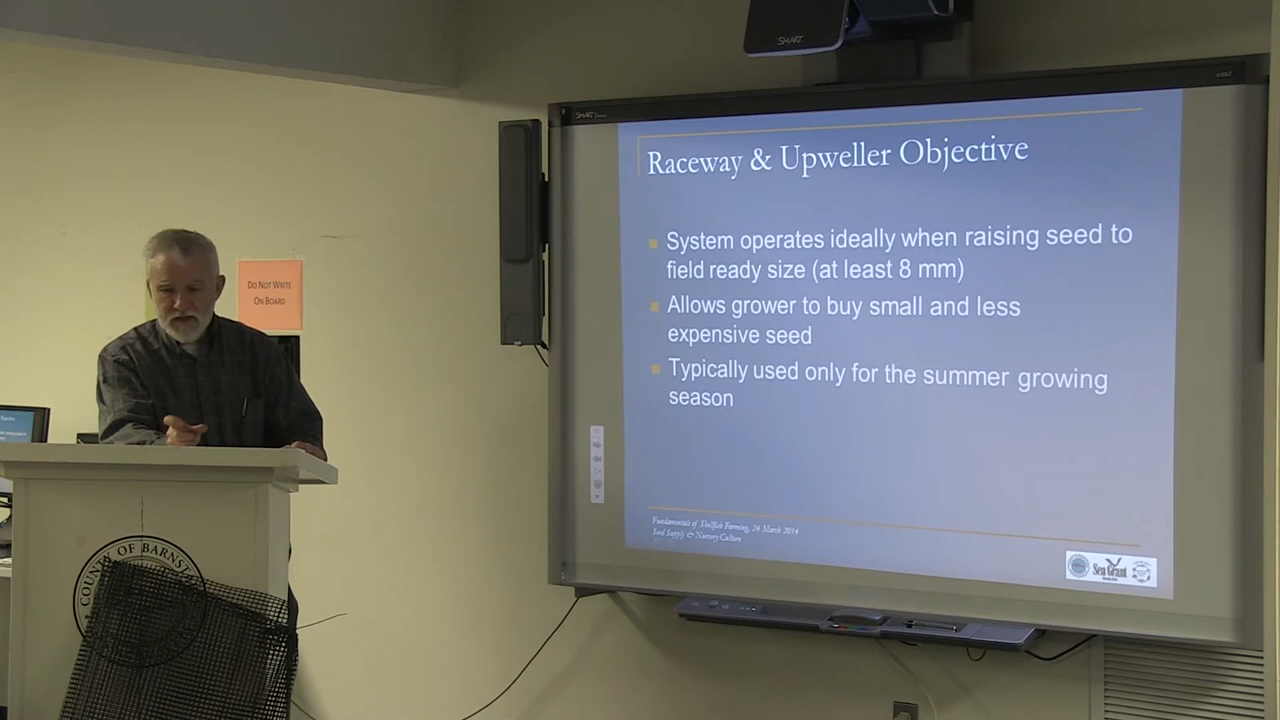 SMART
SMART
Raceway & Upweller Objective
System operates ideally when raising seed to
field ready size (at least 8 mm)
Allows grower to buy small and less
expensive seed
Typically used only for the summer growing
season
Fundamentals of Shellfish Farming, 24 March 2014
Seed Supply & Nursery Culture
Sea Grant
DO NOT WRITE
ON BOARD
COUNTY OF BARNST